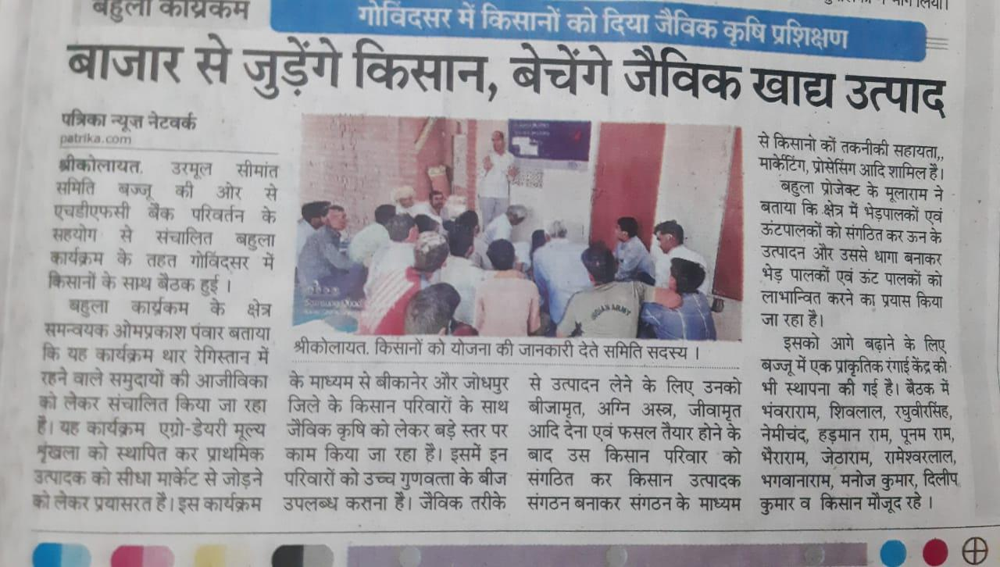 बहुला कार्यक्रम
गोविंदसर में किसानों को दिया जैविक कृषि प्रशिक्षण
बाजार से जुड़ेंगे किसान, बेचेंगे जैविक खाद्य उत्पाद
पत्रिका न्यूज़ नेटवर्क
patrika.com
श्रीकोलायत. उरमूल सीमांत
समिति बज्जू की ओर से
एचडीएफसी बैंक परिवर्तन के
सहयोग से संचालित बहुला
कार्यक्रम के तहत गोविंदसर में
किसानों के साथ बैठक हुई ।
बहुला कार्यक्रम के क्षेत्र
समन्वयक ओमप्रकाश पंवार बताया
कि यह कार्यक्रम थार रेगिस्तान में
रहने वाले समुदायों की आजीविका
को लेकर संचालित किया जा रहा
है। यह कार्यक्रम एग्रो-डेयरी मूल्य
श्रृंखला को स्थापित कर प्राथमिक
उत्पादक को सीधा मार्केट से जोड़ने
को लेकर प्रयासरत है। इस कार्यक्रम
INDIAN ARMY
श्रीकोलायत. किसानों को योजना की जानकारी देते समिति सदस्य ।
के माध्यम से बीकानेर और जोधपुर
जिले के किसान परिवारों के साथ
जैविक कृषि को लेकर बड़े स्तर पर
काम किया जा रहा है। इसमें इन
परिवारों को उच्च गुणवत्ता के बीज
उपलब्ध कराना है। जैविक तरीके
से उत्पादन लेने के लिए उनको
बीजामृत, अग्नि अस्त्र, जीवामृत
आदि देना एवं फसल तैयार होने के
बाद उस किसान परिवार को
संगठित कर किसान उत्पादक
संगठन बनाकर संगठन के माध्यम
से किसानो कों तकनीकी सहायता,,
मार्केटिंग, प्रोसेसिंग आदि शामिल है।
बहुला प्रोजेक्ट के मूलाराम ने
बताया कि क्षेत्र में भेड़पालकों एवं
ऊंटपालकों को संगठित कर ऊन के
उत्पादन और उससे धागा बनाकर
भेड़ पालकों एवं ऊंट पालकों को
लाभान्वित करने का प्रयास किया
जा रहा है।
इसको आगे बढ़ाने के लिए
बज्जू में एक प्राकृतिक रंगाई केंद्र की
भी स्थापना की गई है। बैठक में
भंवराराम, शिवलाल, रघुवीरसिंह,
नेमीचंद, हड़मान राम, पूनम राम,
भैराराम, जेठाराम, रामेश्वरलाल,
भगवानाराम, मनोज कुमार, दिलीप
कुमार व किसान मौजूद रहे ।